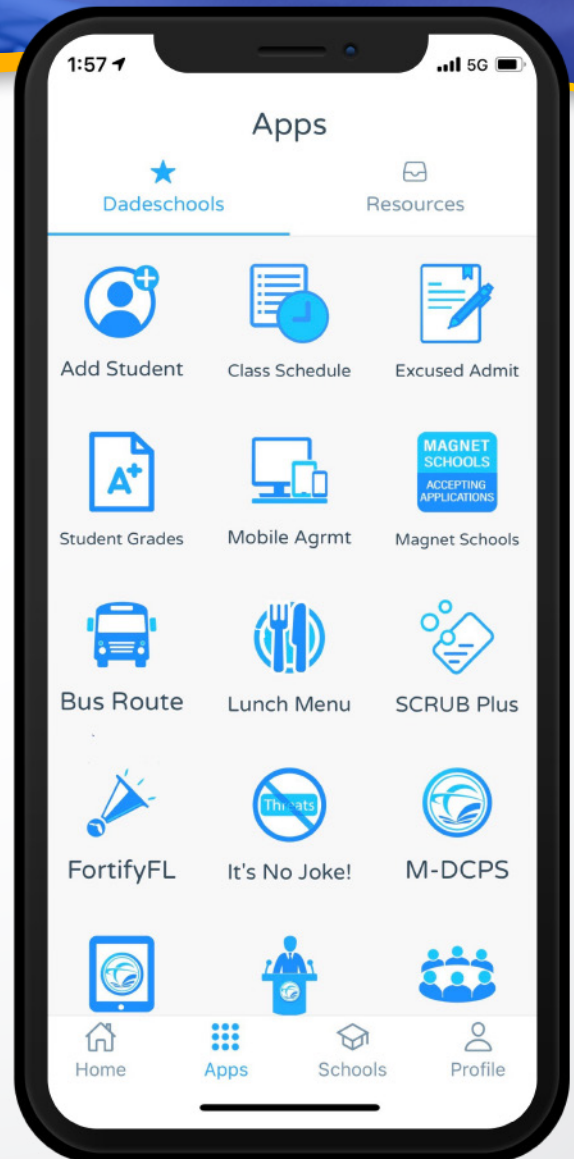 1:57
5G
Apps
Dadeschools
Resources
Add Student
Class Schedule
Excused Admit
A+
MAGNET
SCHOOLS
ACCEPTING
APPLICATIONS
Student Grades
Mobile Agrmt
Magnet Schools
Bus Route
Lunch Menu
SCRUB Plus
Threats
FortifyFL
It's No Joke!
M-DCPS
Home
Apps
Schools
Profile